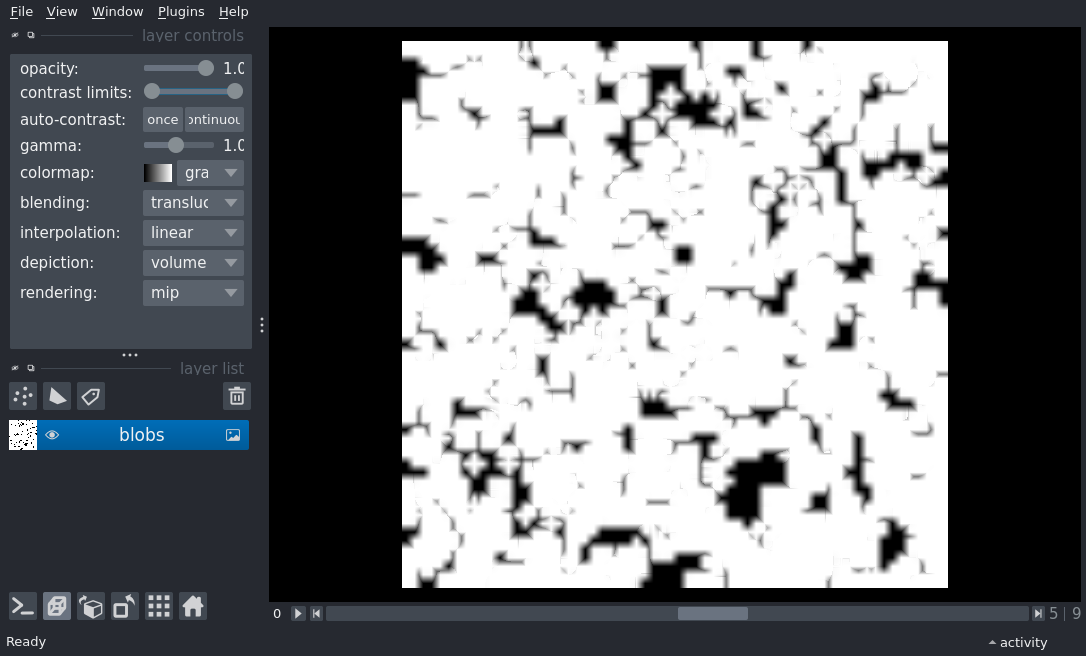 File View Window Plugins Help
layer controls
opacity: 1.0
contrast limits:
auto-contrast: once ontinuou
gamma: 1.0
colormap: gra
blending: transluc
interpolation: linear
depiction: volume
rendering: mip
layer list
blobs
0 5 | 9
Ready activity